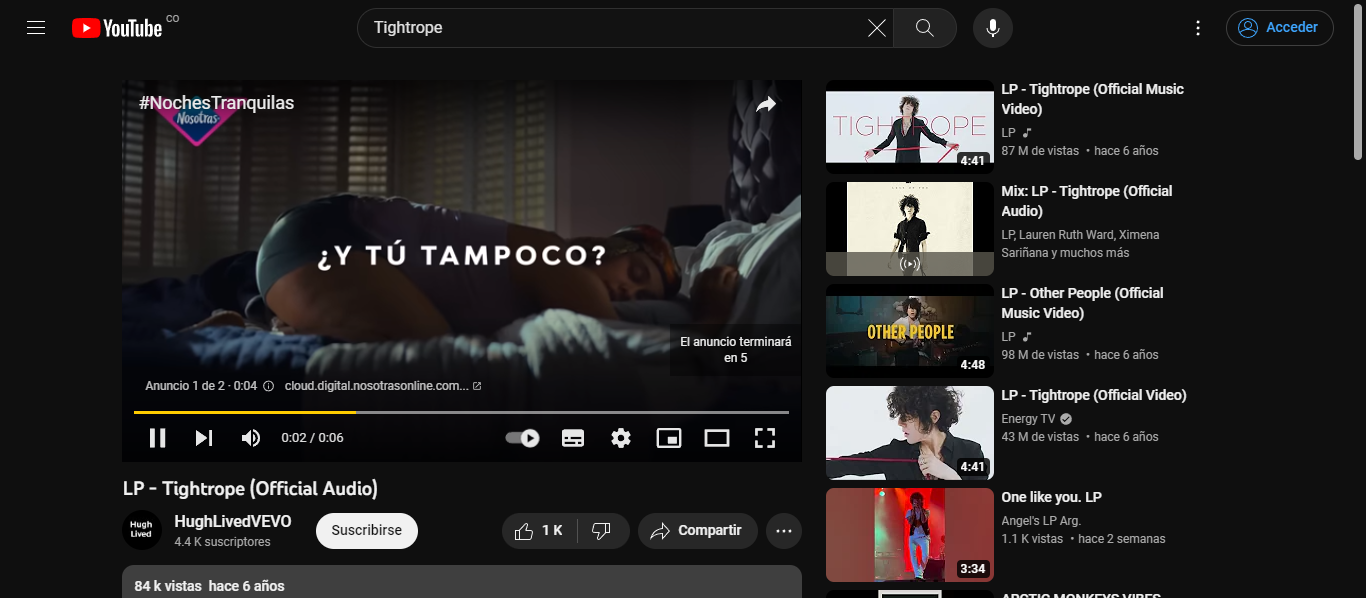 YouTube
CO
Tightrope
Acceder
#NochesTranquilas
Nosotras
¿Y TÚ TAMPOCO?
El anuncio terminará
en 5
Anuncio 1 de 2 · 0:04
cloud.digital.nosotrasonline.com...
0:02 / 0:06
LP - Tightrope (Official Audio)
Hugh
Lived
HughLivedVEVO
4.4 K suscriptores
Suscribirse
1 K
Compartir
84 k vistas hace 6 años
TIGHTROPE
4:41
LP - Tightrope (Official Music
Video)
LP
87 M de vistas • hace 6 años
Mix: LP - Tightrope (Official
Audio)
LP, Lauren Ruth Ward, Ximena
Sariñana y muchos más
OTHER PEOPLE
4:48
LP - Other People (Official
Music Video)
LP
98 M de vistas • hace 6 años
4:41
LP - Tightrope (Official Video)
Energy TV
43 M de vistas • hace 6 años
3:34
One like you. LP
Angel's LP Arg.
1.1 K vistas • hace 2 semanas
ARCTIC MONKEYS VIBES